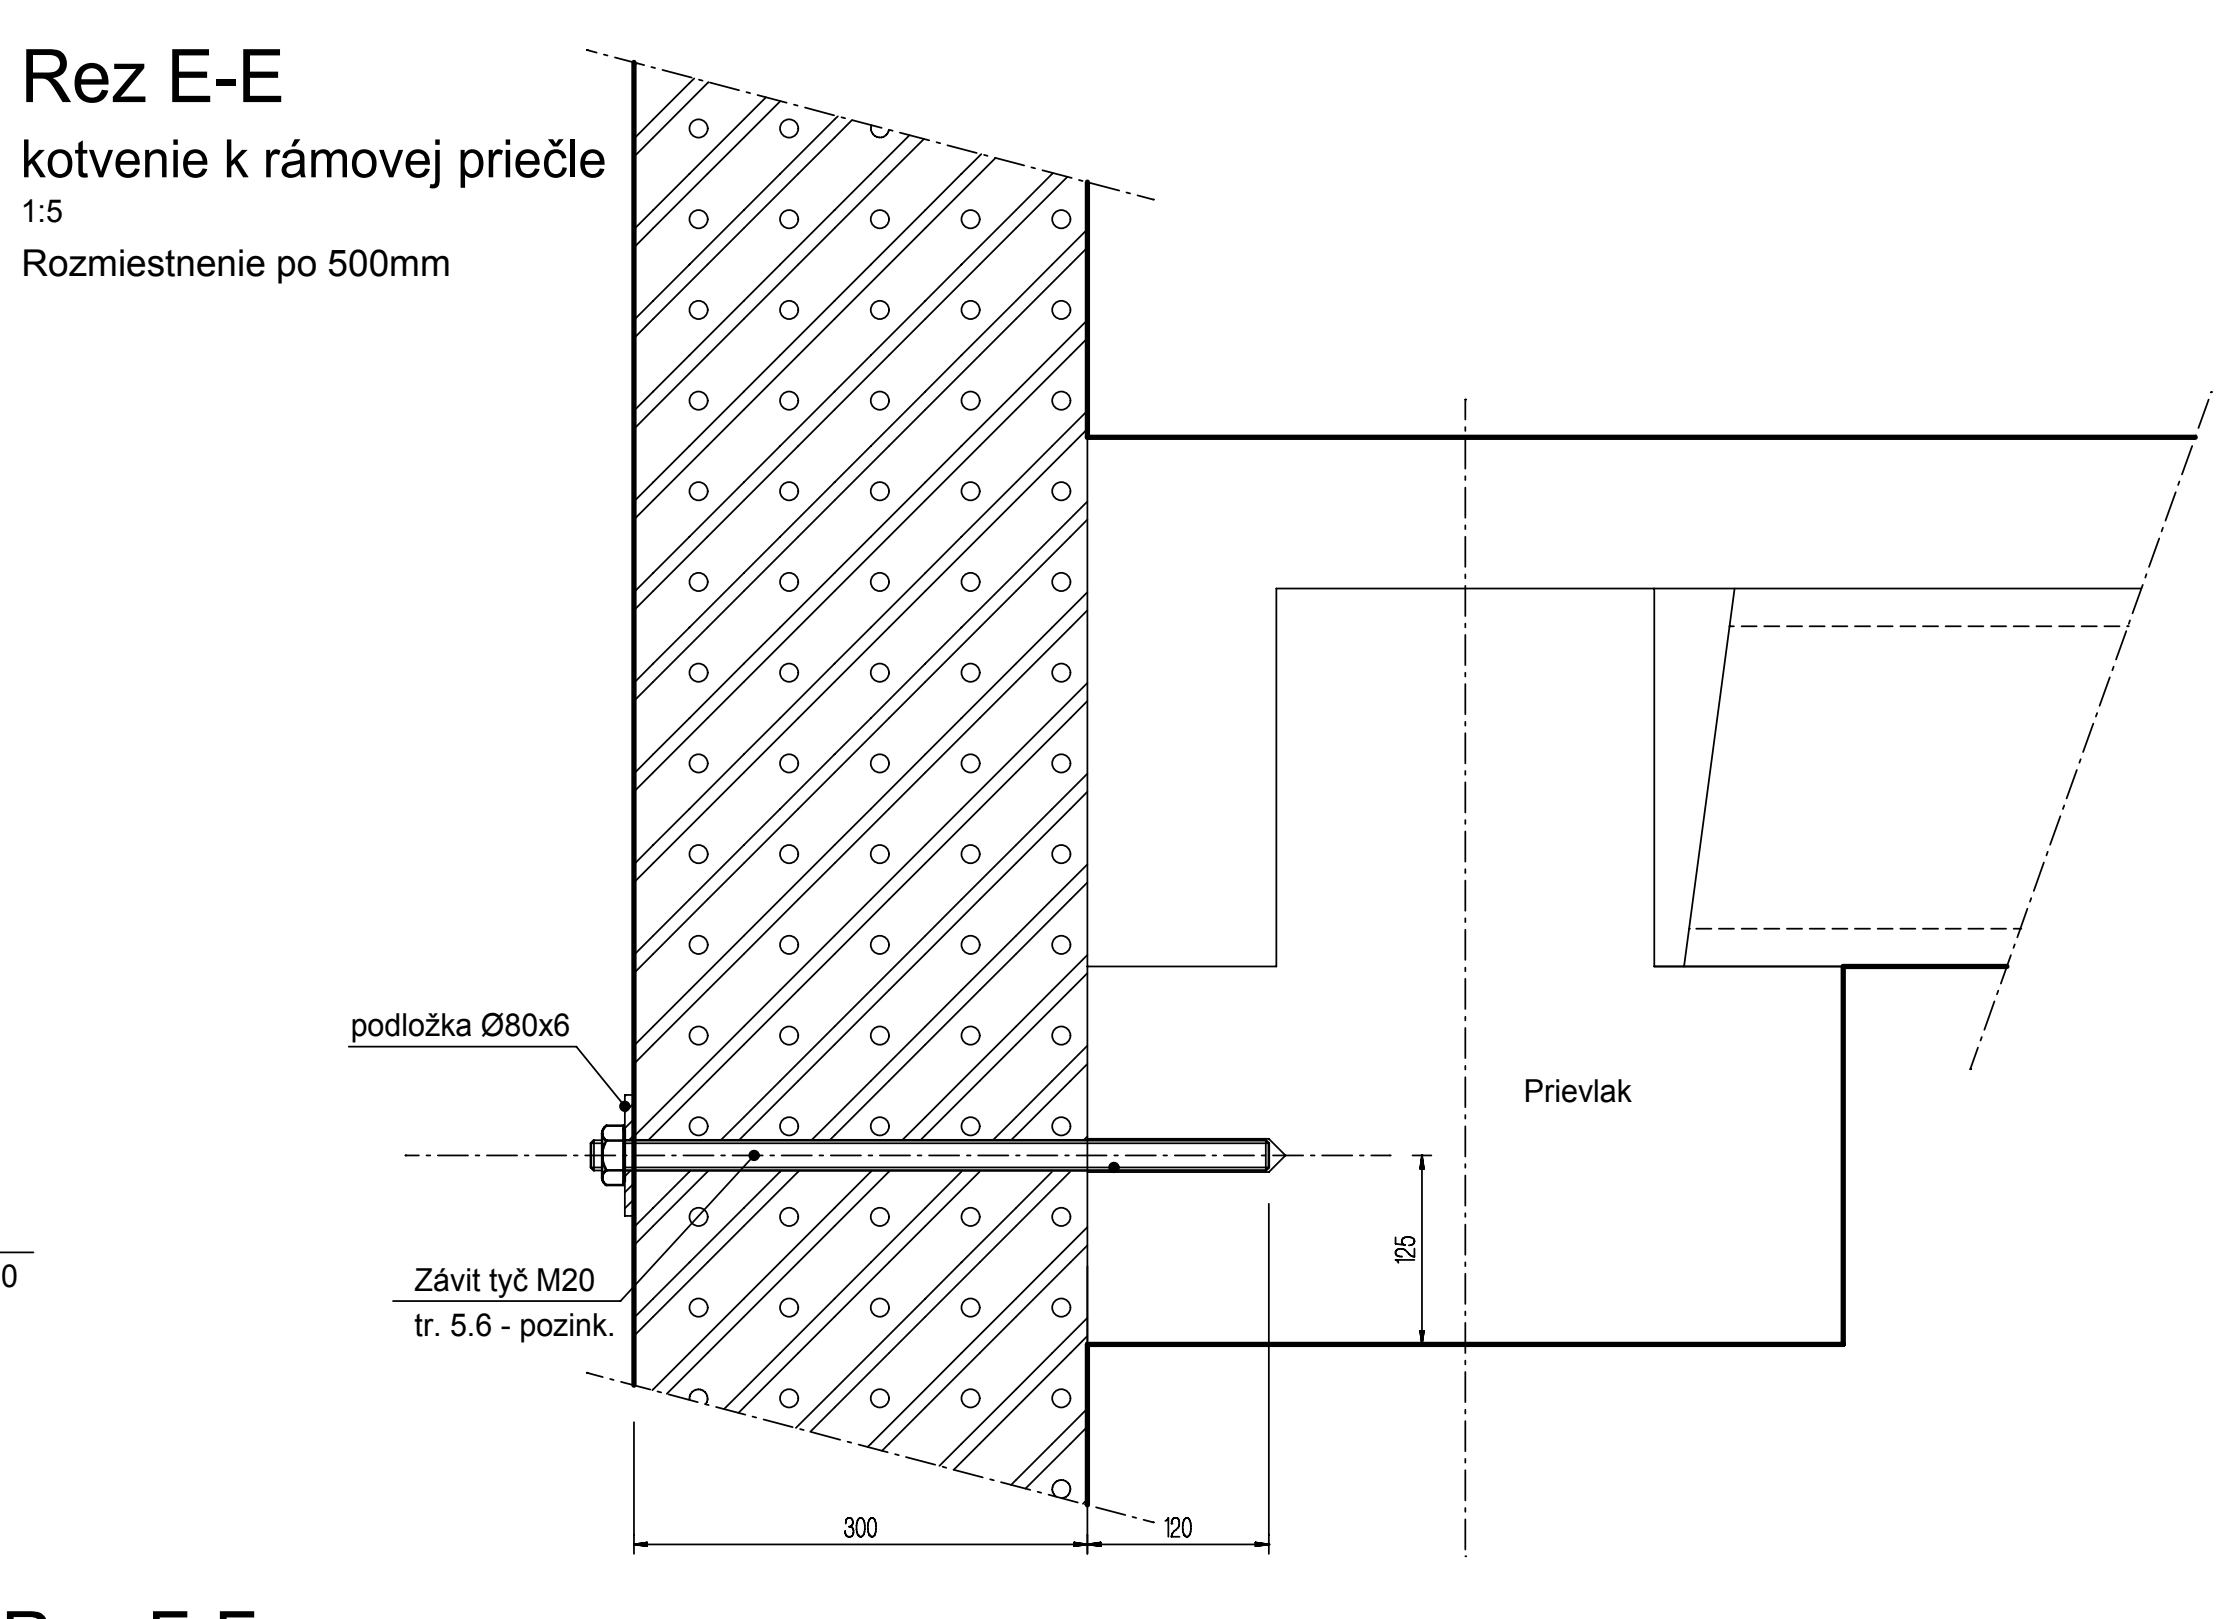 Rez E-E
kotvenie k rámovej priečle
1:5
Rozmiestnenie po 500mm
podložka Ø80x6
Prievlak
125
0
Závit tyč M20
tr. 5.6 - pozink.
300
120